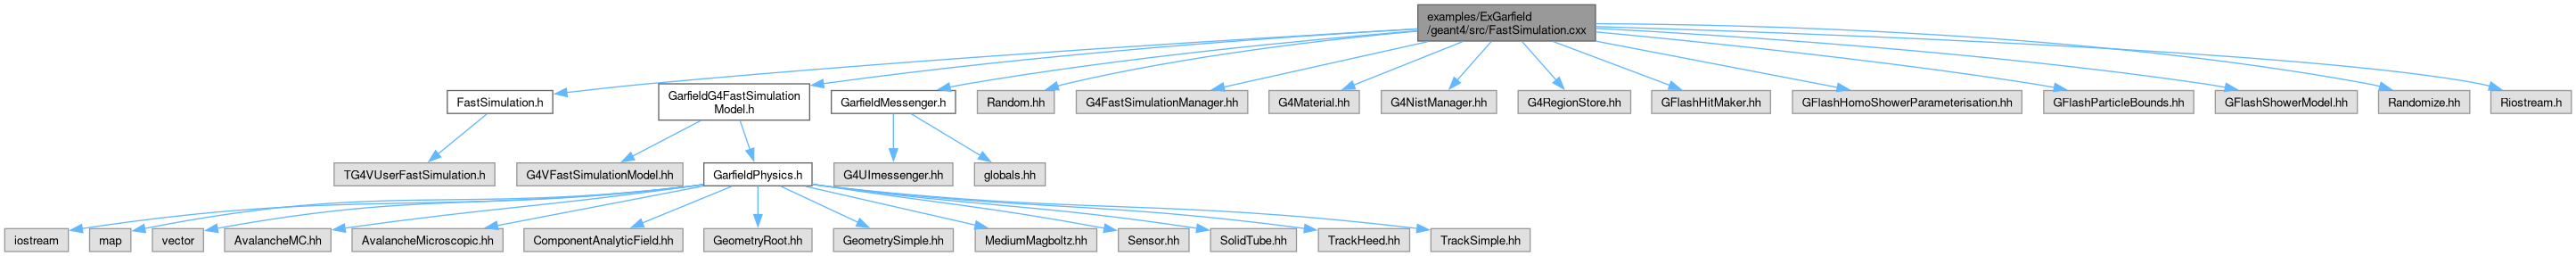 examples/ExGarfield
/geant4/src/FastSimulation.cxx
FastSimulation.h
GarfieldG4FastSimulation
Model.h
GarfieldMessenger.h
Random.hh
G4FastSimulationManager.hh
G4Material.hh
G4NistManager.hh
G4RegionStore.hh
GFlashHitMaker.hh
GFlashHomoShowerParameterisation.hh
GFlashParticleBounds.hh
GFlashShowerModel.hh
Randomize.hh
Riostream.h
TG4VUserFastSimulation.h
G4VFastSimulationModel.hh
GarfieldPhysics.h
G4UImessenger.hh
globals.hh
iostream
map
vector
AvalancheMC.hh
AvalancheMicroscopic.hh
ComponentAnalyticField.hh
GeometryRoot.hh
GeometrySimple.hh
MediumMagboltz.hh
Sensor.hh
SolidTube.hh
TrackHeed.hh
TrackSimple.hh